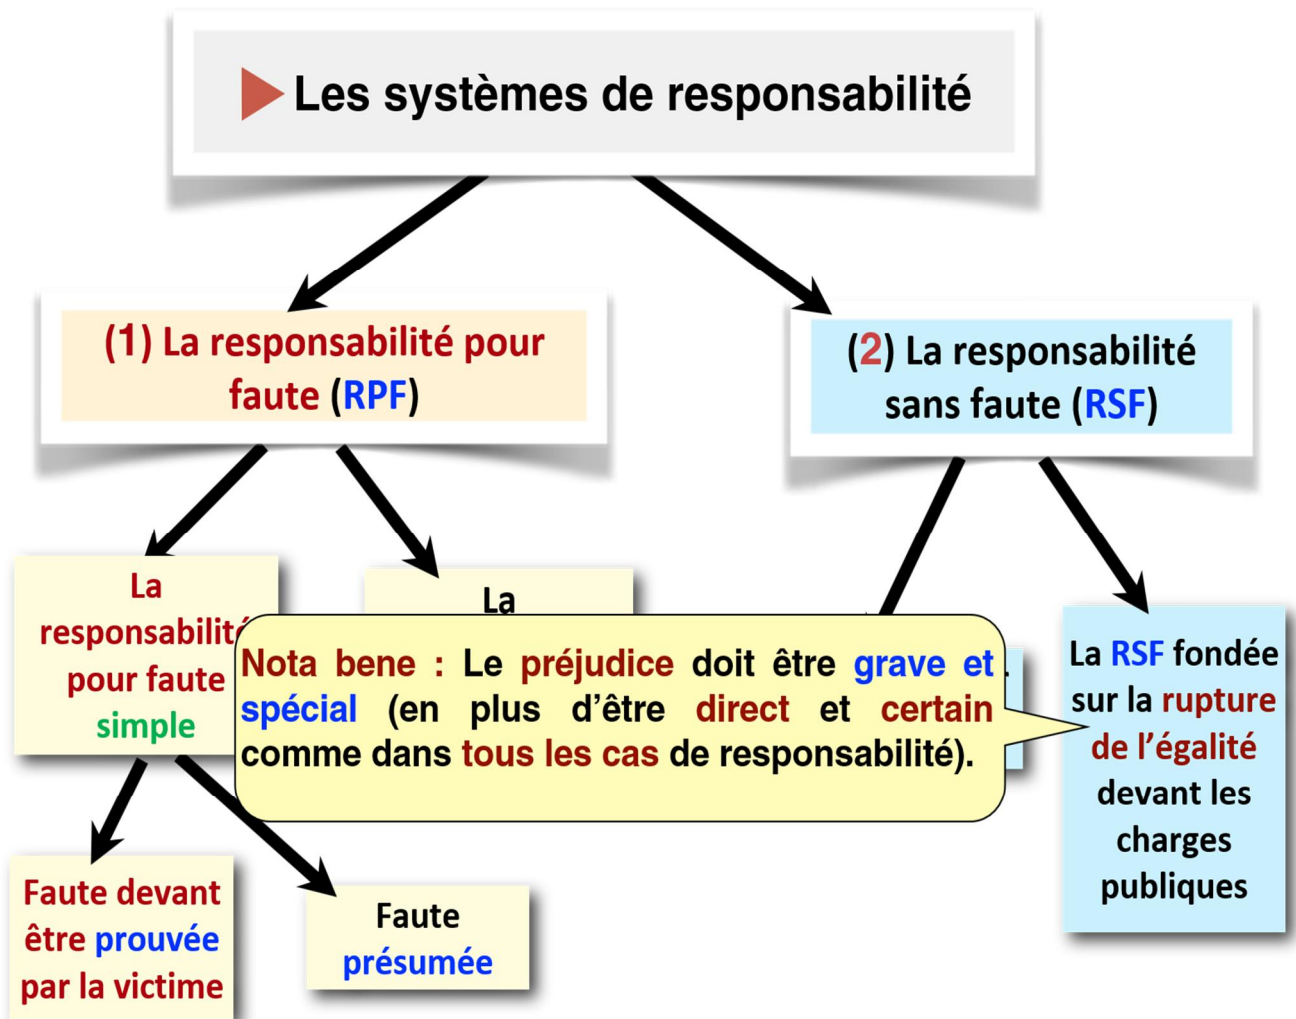 Les systèmes de responsabilité
(1) La responsabilité pour
faute (RPF)
(2) La responsabilité
sans faute (RSF)
La
responsabilité
pour faute
simple
La
Nota bene : Le préjudice doit être grave et
spécial (en plus d’être direct et certain
comme dans tous les cas de responsabilité).
La RSF fondée
sur la rupture
de l’égalité
devant les
charges
publiques
Faute devant
être prouvée
par la victime
Faute
présumée